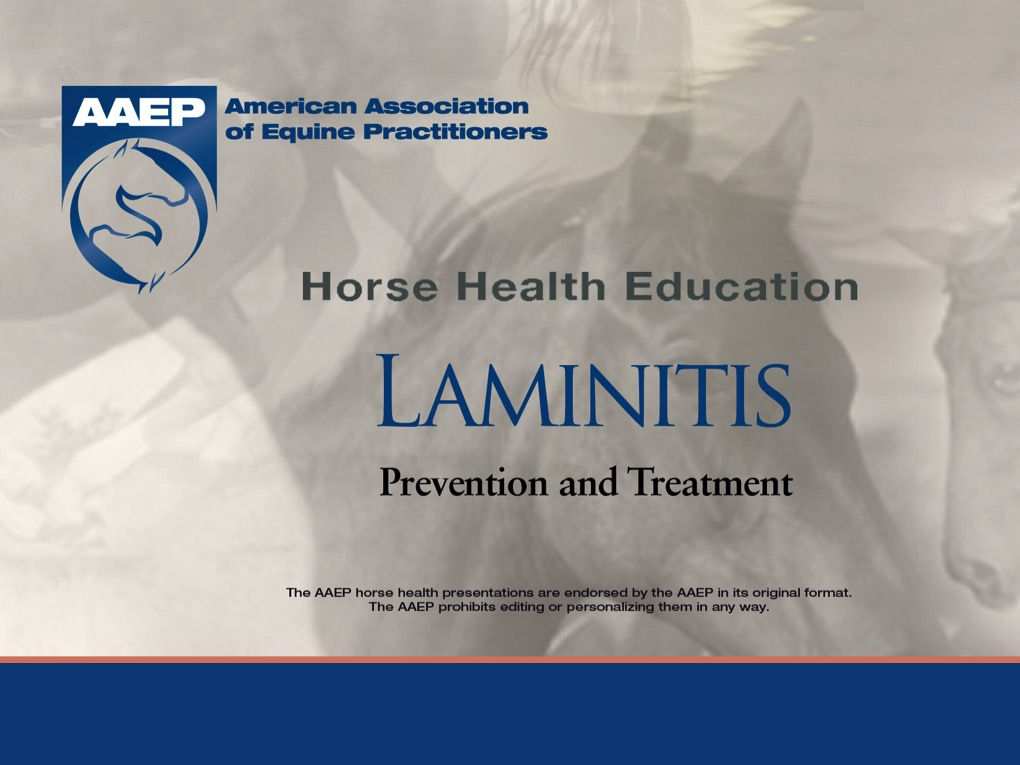 AAEP
American Association
of Equine Practitioners
Horse Health Education
LAMINITIS
Prevention and Treatment
The AAEP horse health presentations are endorsed by the AAEP in its original format.
The AAEP prohibits editing or personalizing them in any way.